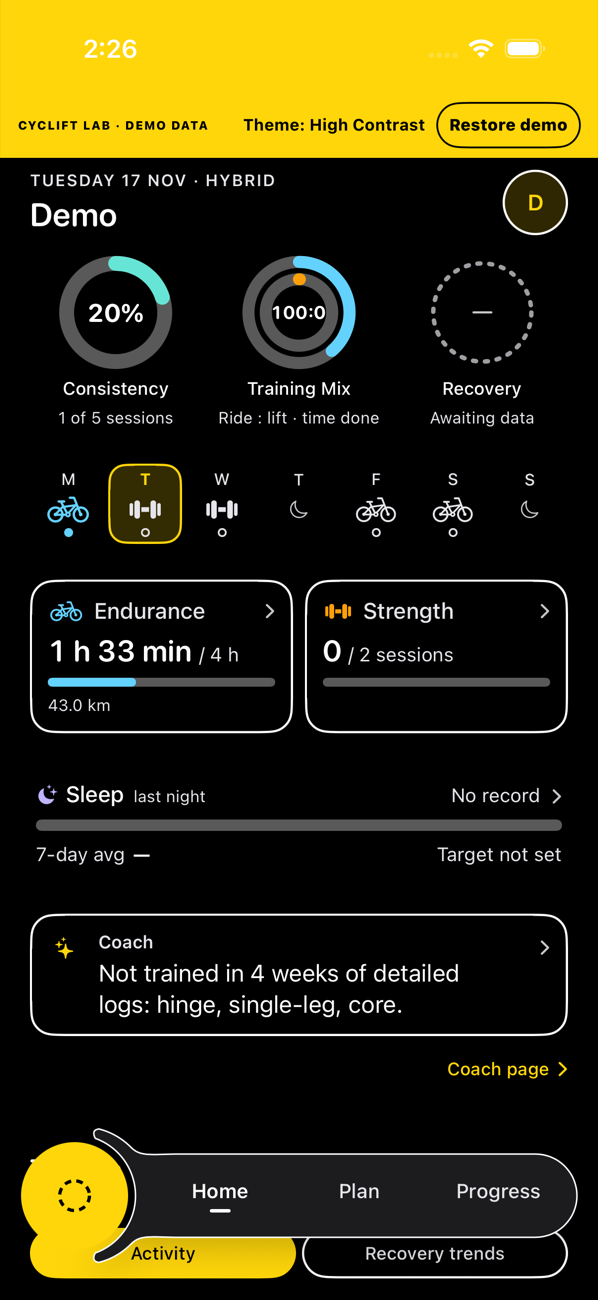 2:26
CYCLIFT LAB · DEMO DATA
Theme: High Contrast
Restore demo
TUESDAY 17 NOV · HYBRID
Demo
D
20%
100:0
—
Consistency
Training Mix
Recovery
1 of 5 sessions
Ride : lift · time done
Awaiting data
M T W T F S S
Endurance
1 h 33 min / 4 h
43.0 km
Strength
0 / 2 sessions
Sleep last night
No record
7-day avg —
Target not set
Coach
Not trained in 4 weeks of detailed
logs: hinge, single-leg, core.
Coach page
Home
Plan
Progress
Activity
Recovery trends